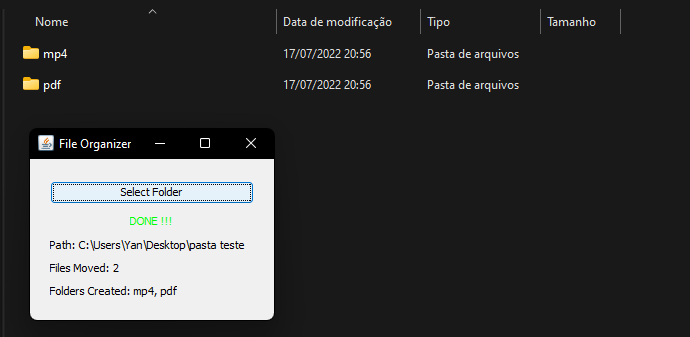 Nome Data de modificação Tipo Tamanho
mp4 17/07/2022 20:56 Pasta de arquivos
pdf 17/07/2022 20:56 Pasta de arquivos
File Organizer
Select Folder
DONE !!!
Path: C:\Users\Yan\Desktop\pasta teste
Files Moved: 2
Folders Created: mp4, pdf